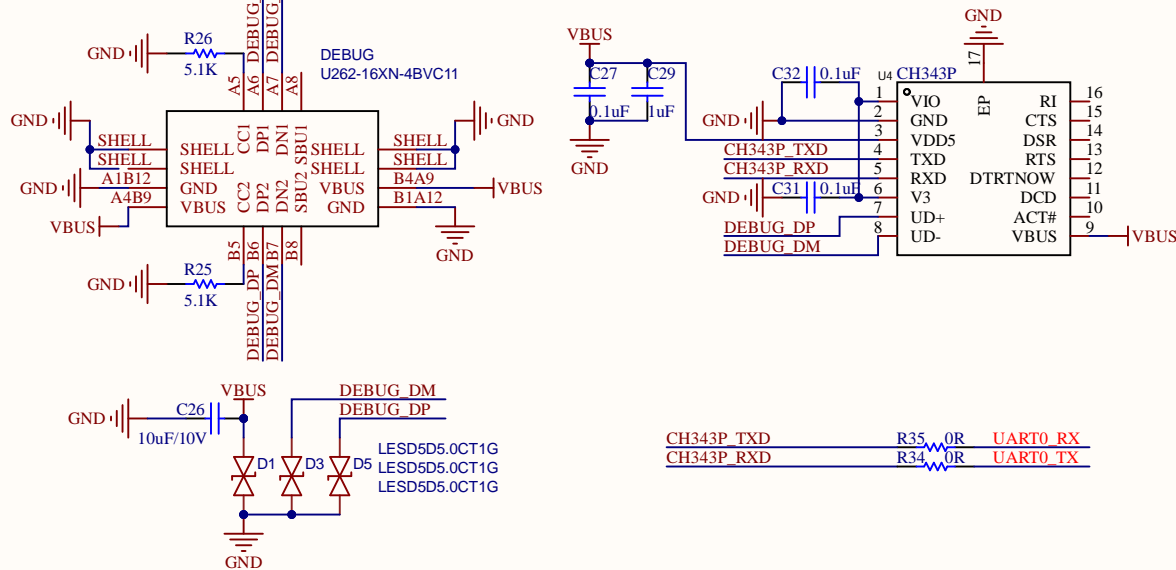 DEBUG_
DEBUG_
GND
R26
5.1K
A5
A6
A7
A8
DEBUG
U262-16XN-4BVC11
GND
SHELL
SHELL
SHELL
SHELL
CC1
DP1
DN1
SBU1
SHELL
SHELL
SHELL
SHELL
GND
GND
A1B12
GND
A4B9
VBUS
VBUS
CC2
DP2
DN2
SBU2
VBUS
B4A9
VBUS
GND
B1A12
GND
B5
B6
B7
B8
GND
R25
5.1K
DEBUG_DP
DEBUG_DM
VBUS
C27
0.1uF
C29
1uF
GND
GND
17
C32
0.1uF
U4
CH343P
EP
GND
CH343P_TXD
CH343P_RXD
GND
C31
0.1uF
DEBUG_DP
DEBUG_DM
1
VIO
RI
16
2
GND
CTS
15
3
VDD5
DSR
14
4
TXD
RTS
13
5
RXD
DTRTNOW
12
6
V3
DCD
11
7
UD+
ACT#
10
8
UD-
VBUS
9
VBUS
VBUS
GND
C26
10uF/10V
DEBUG_DM
DEBUG_DP
D1
D3
D5
LESD5D5.0CT1G
LESD5D5.0CT1G
LESD5D5.0CT1G
GND
CH343P_TXD
R35
0R
UART0_RX
CH343P_RXD
R34
0R
UART0_TX